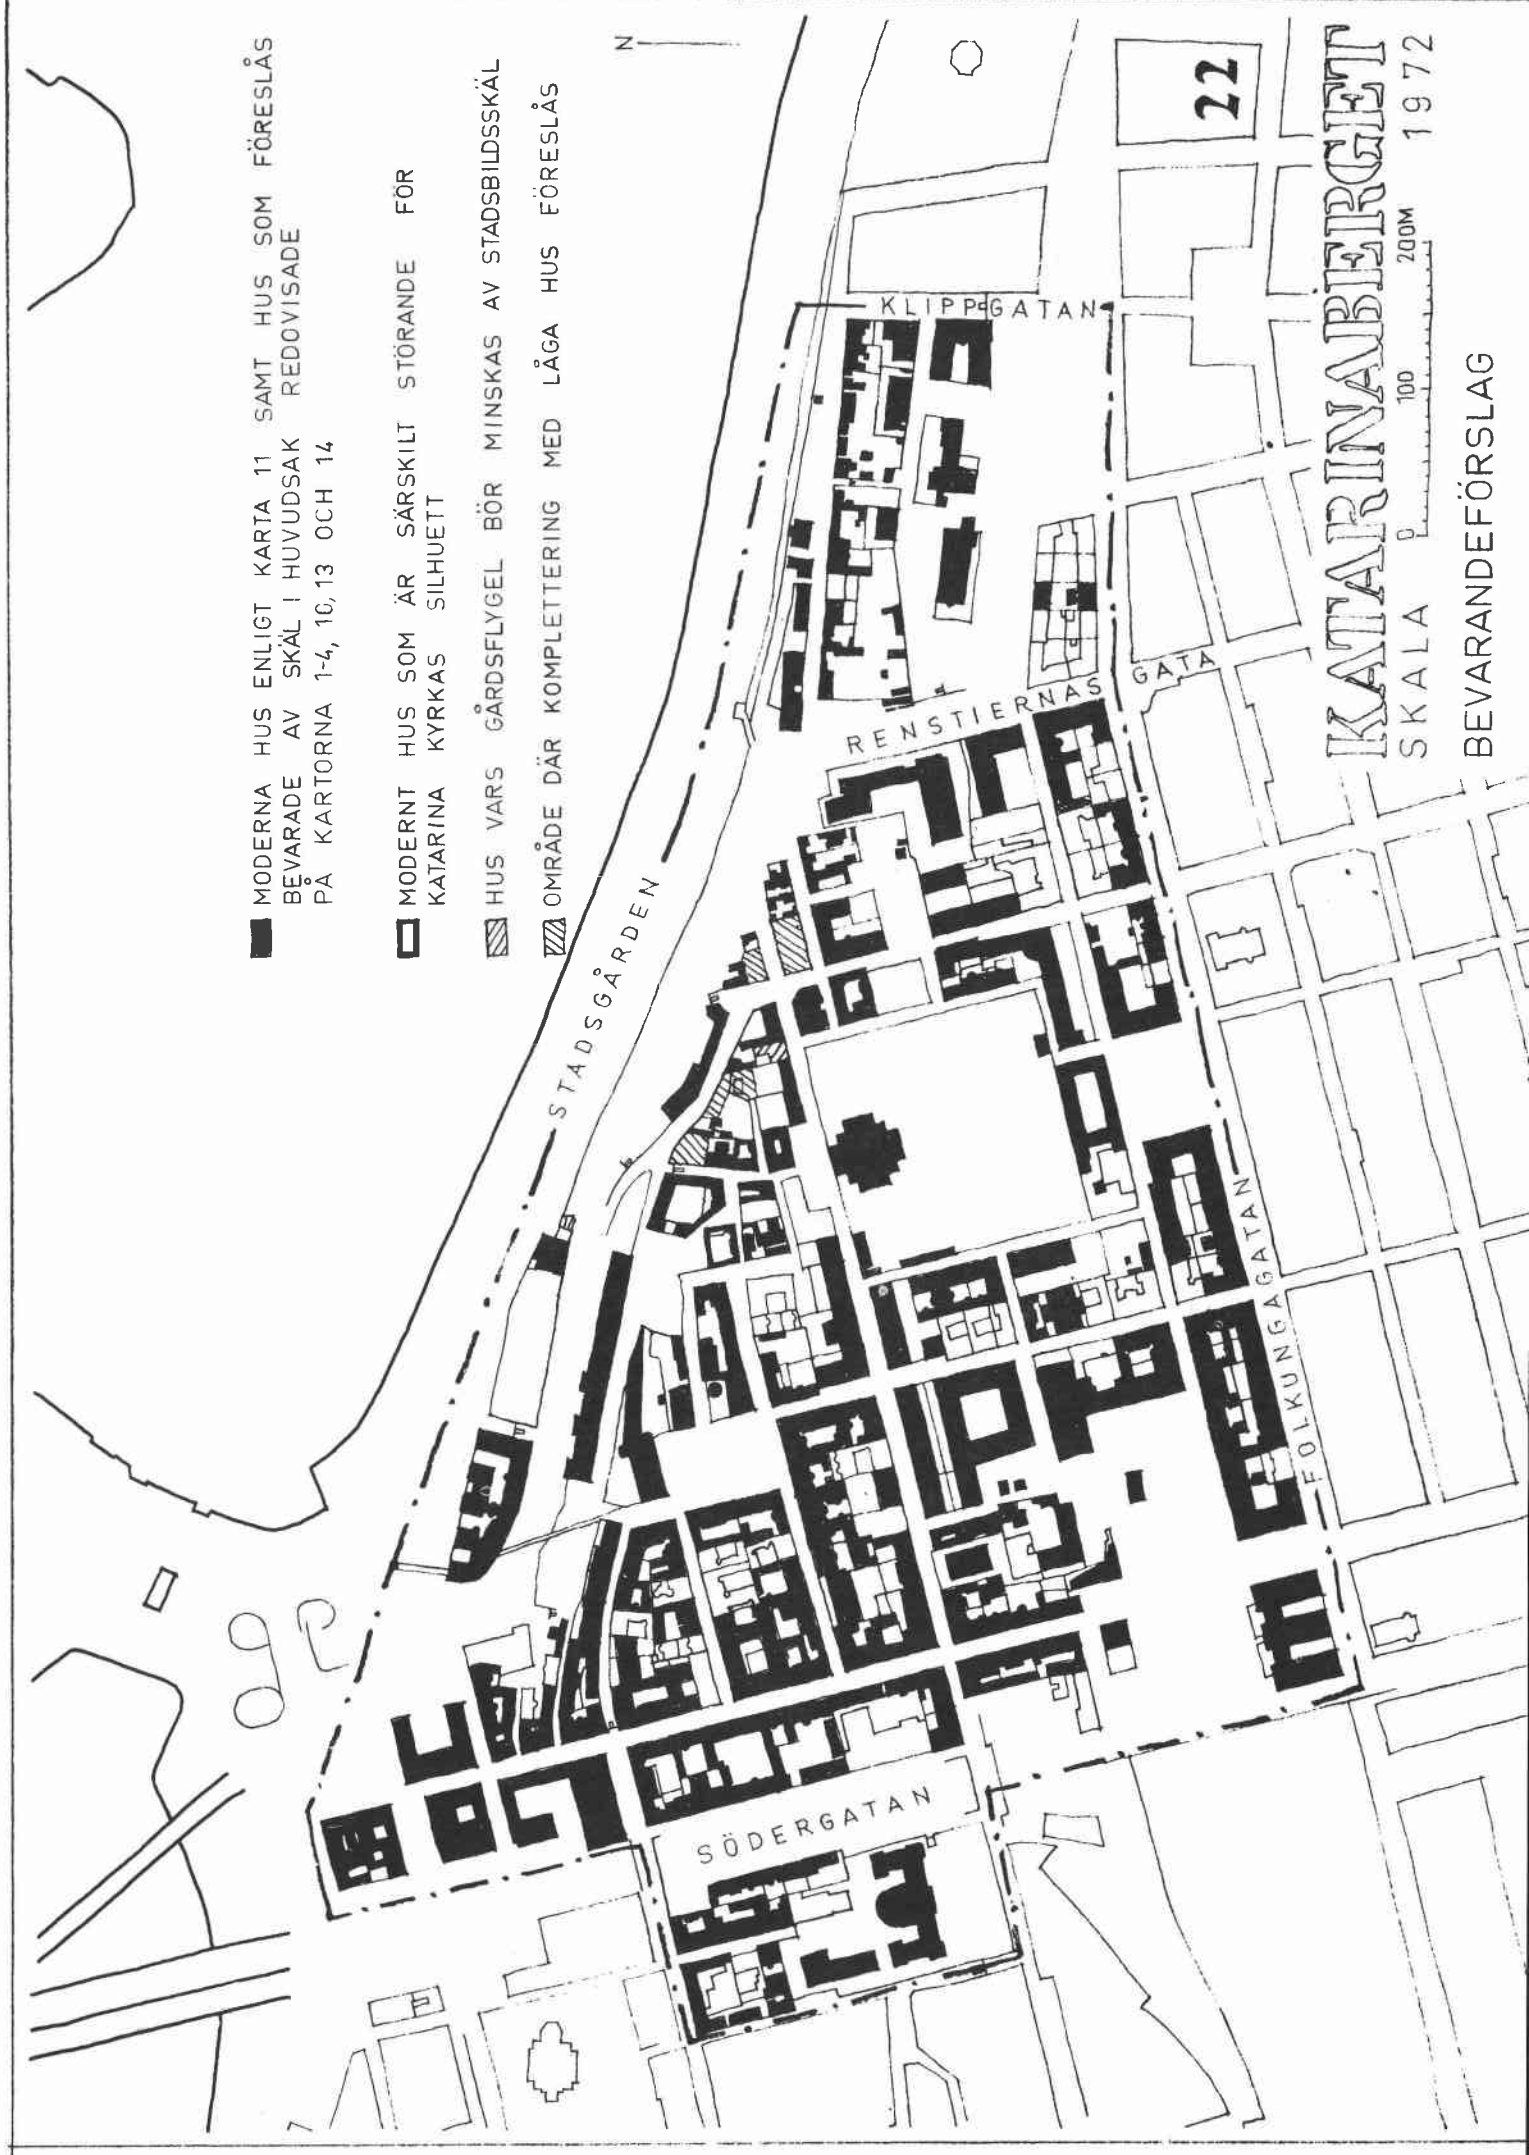 MODERNA HUS ENLIGT KARTA 11 SAMT HUS SOM FÖRESLÅS
BEVARADE AV SKÄL I HUVUDSAK REDOVISADE
PÅ KARTORNA 1-4, 10, 13 OCH 14
MODERNT HUS SOM ÄR SÄRSKILT STÖRANDE FÖR
KATARINA KYRKAS SILHUETT
HUS VARS GÅRDSFLYGEL BÖR MINSKAS AV STADSBILDSSKÄL
OMRÅDE DÄR KOMPLETTERING MED LÅGA HUS FÖRESLÅS
N
STADSGÅRDEN
KLIPPGATAN
RENSTIERNAS GATA
FOLKUNGAGATAN
SÖDERGATAN
22
KATARINABERGET
SKALA 0 100 200M 1972
BEVARANDEFÖRSLAG